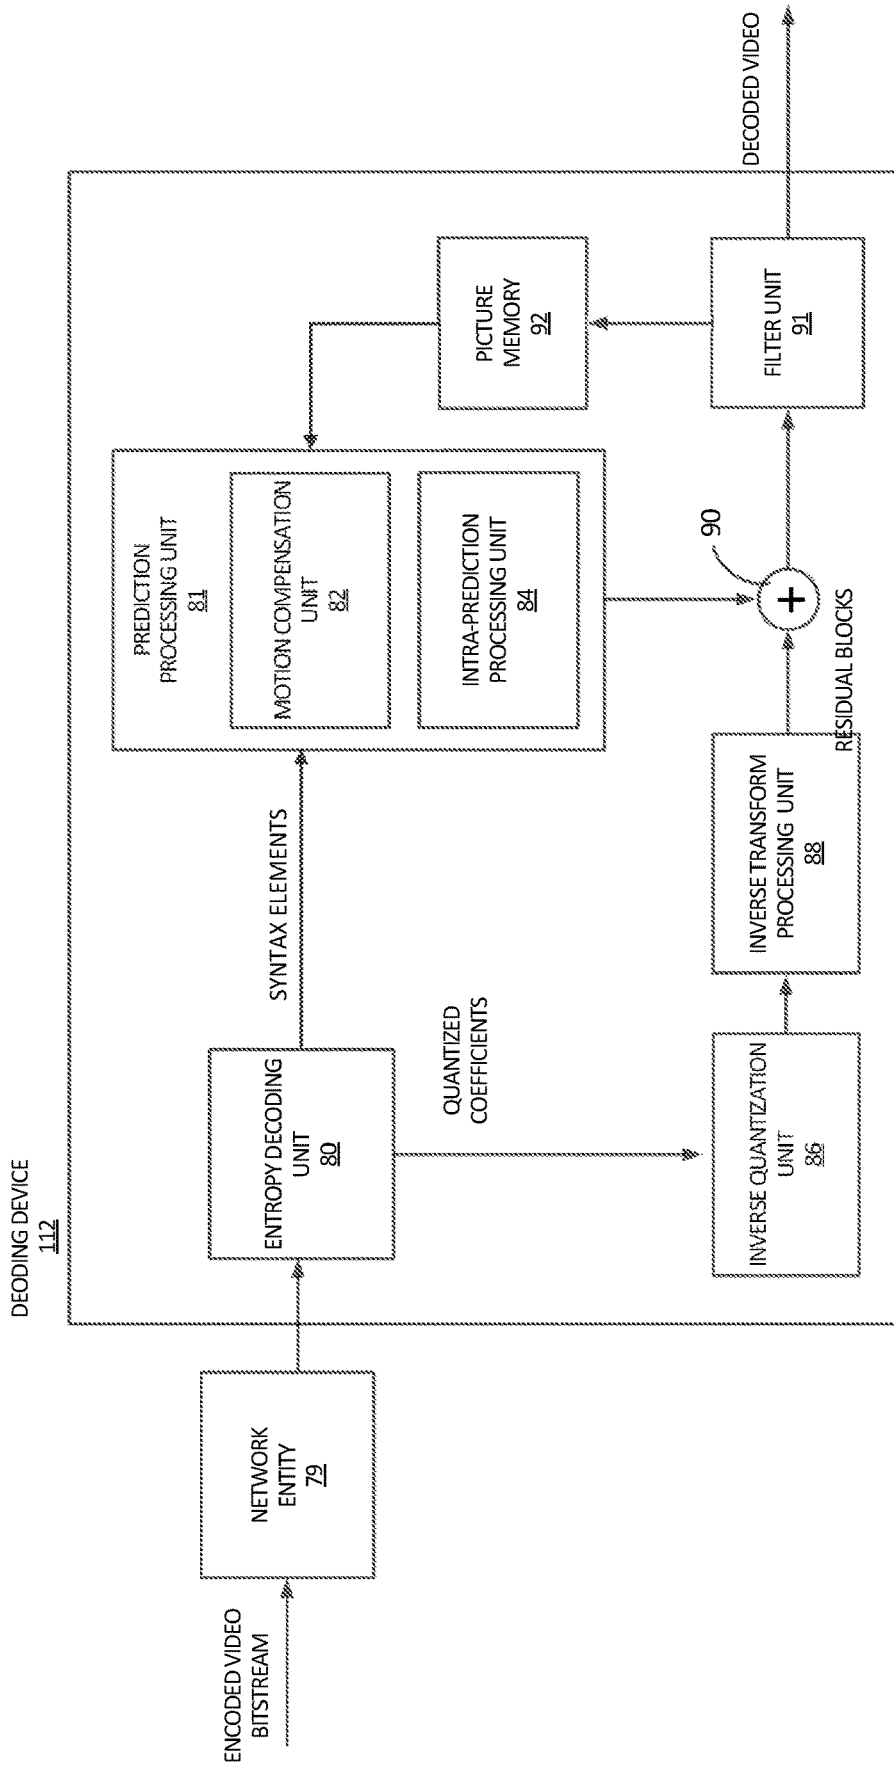 DEODING DEVICE
112
ENCODED VIDEO
BITSTREAM
NETWORK
ENTITY
79
ENTROPY DECODING
UNIT
80
SYNTAX ELEMENTS
QUANTIZED
COEFFICIENTS
PREDICTION
PROCESSING UNIT
81
MOTION COMPENSATION
UNIT
82
INTRA-PREDICTION
PROCESSING UNIT
84
PICTURE
MEMORY
92
INVERSE QUANTIZATION
UNIT
86
INVERSE TRANSFORM
PROCESSING UNIT
88
RESIDUAL BLOCKS
90
+
FILTER UNIT
91
DECODED VIDEO